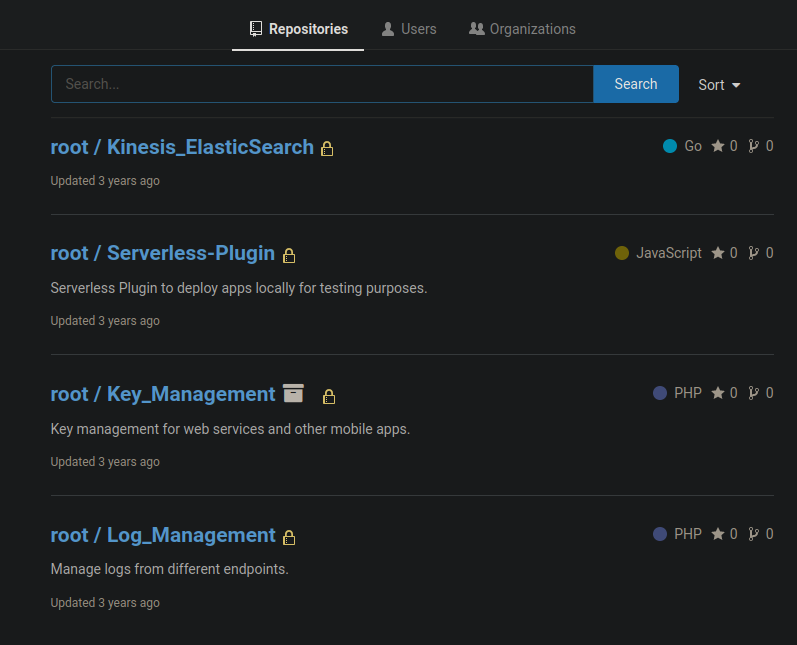 Repositories Users Organizations
Search... Search Sort
root / Kinesis_ElasticSearch Go 0 0
Updated 3 years ago
root / Serverless-Plugin JavaScript 0 0
Serverless Plugin to deploy apps locally for testing purposes.
Updated 3 years ago
root / Key_Management PHP 0 0
Key management for web services and other mobile apps.
Updated 3 years ago
root / Log_Management PHP 0 0
Manage logs from different endpoints.
Updated 3 years ago